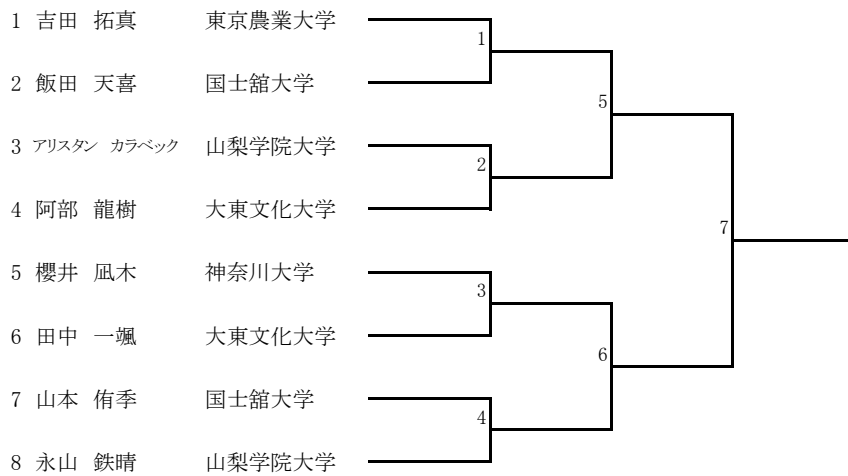 1 吉田 拓真 東京農業大学
2 飯田 天喜 国士舘大学
3 アリスタン カラベック 山梨学院大学
4 阿部 龍樹 大東文化大学
5 櫻井 凪木 神奈川大学
6 田中 一颯 大東文化大学
7 山本 侑季 国士舘大学
8 永山 鉄晴 山梨学院大学
1
2
3
4
5
6
7